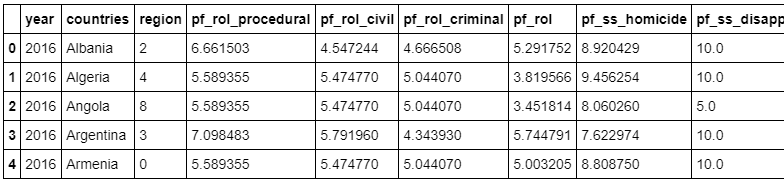 year countries region pf_rol_procedural pf_rol_civil pf_rol_criminal pf_rol pf_ss_homicide pf_ss_disapp
0 2016 Albania 2 6.661503 4.547244 4.666508 5.291752 8.920429 10.0
1 2016 Algeria 4 5.589355 5.474770 5.044070 3.819566 9.456254 10.0
2 2016 Angola 8 5.589355 5.474770 5.044070 3.451814 8.060260 5.0
3 2016 Argentina 3 7.098483 5.791960 4.343930 5.744791 7.622974 10.0
4 2016 Armenia 0 5.589355 5.474770 5.044070 5.003205 8.808750 10.0